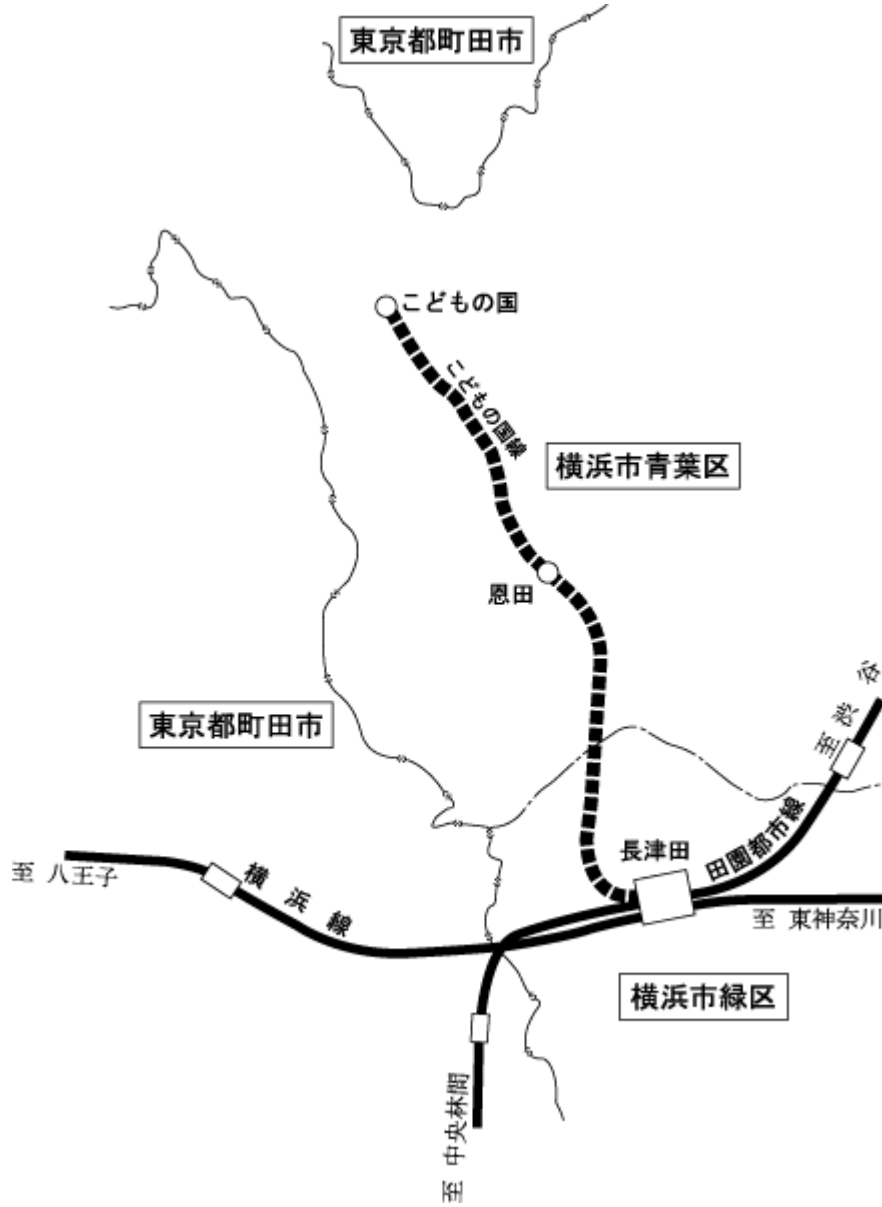 東京都町田市
こどもの国
こどもの国線
横浜市青葉区
恩田
至 渋 谷
東京都町田市
田園都市線
長津田
至 八王子
横 浜 線
至 東神奈川
横浜市緑区
至 中央林間